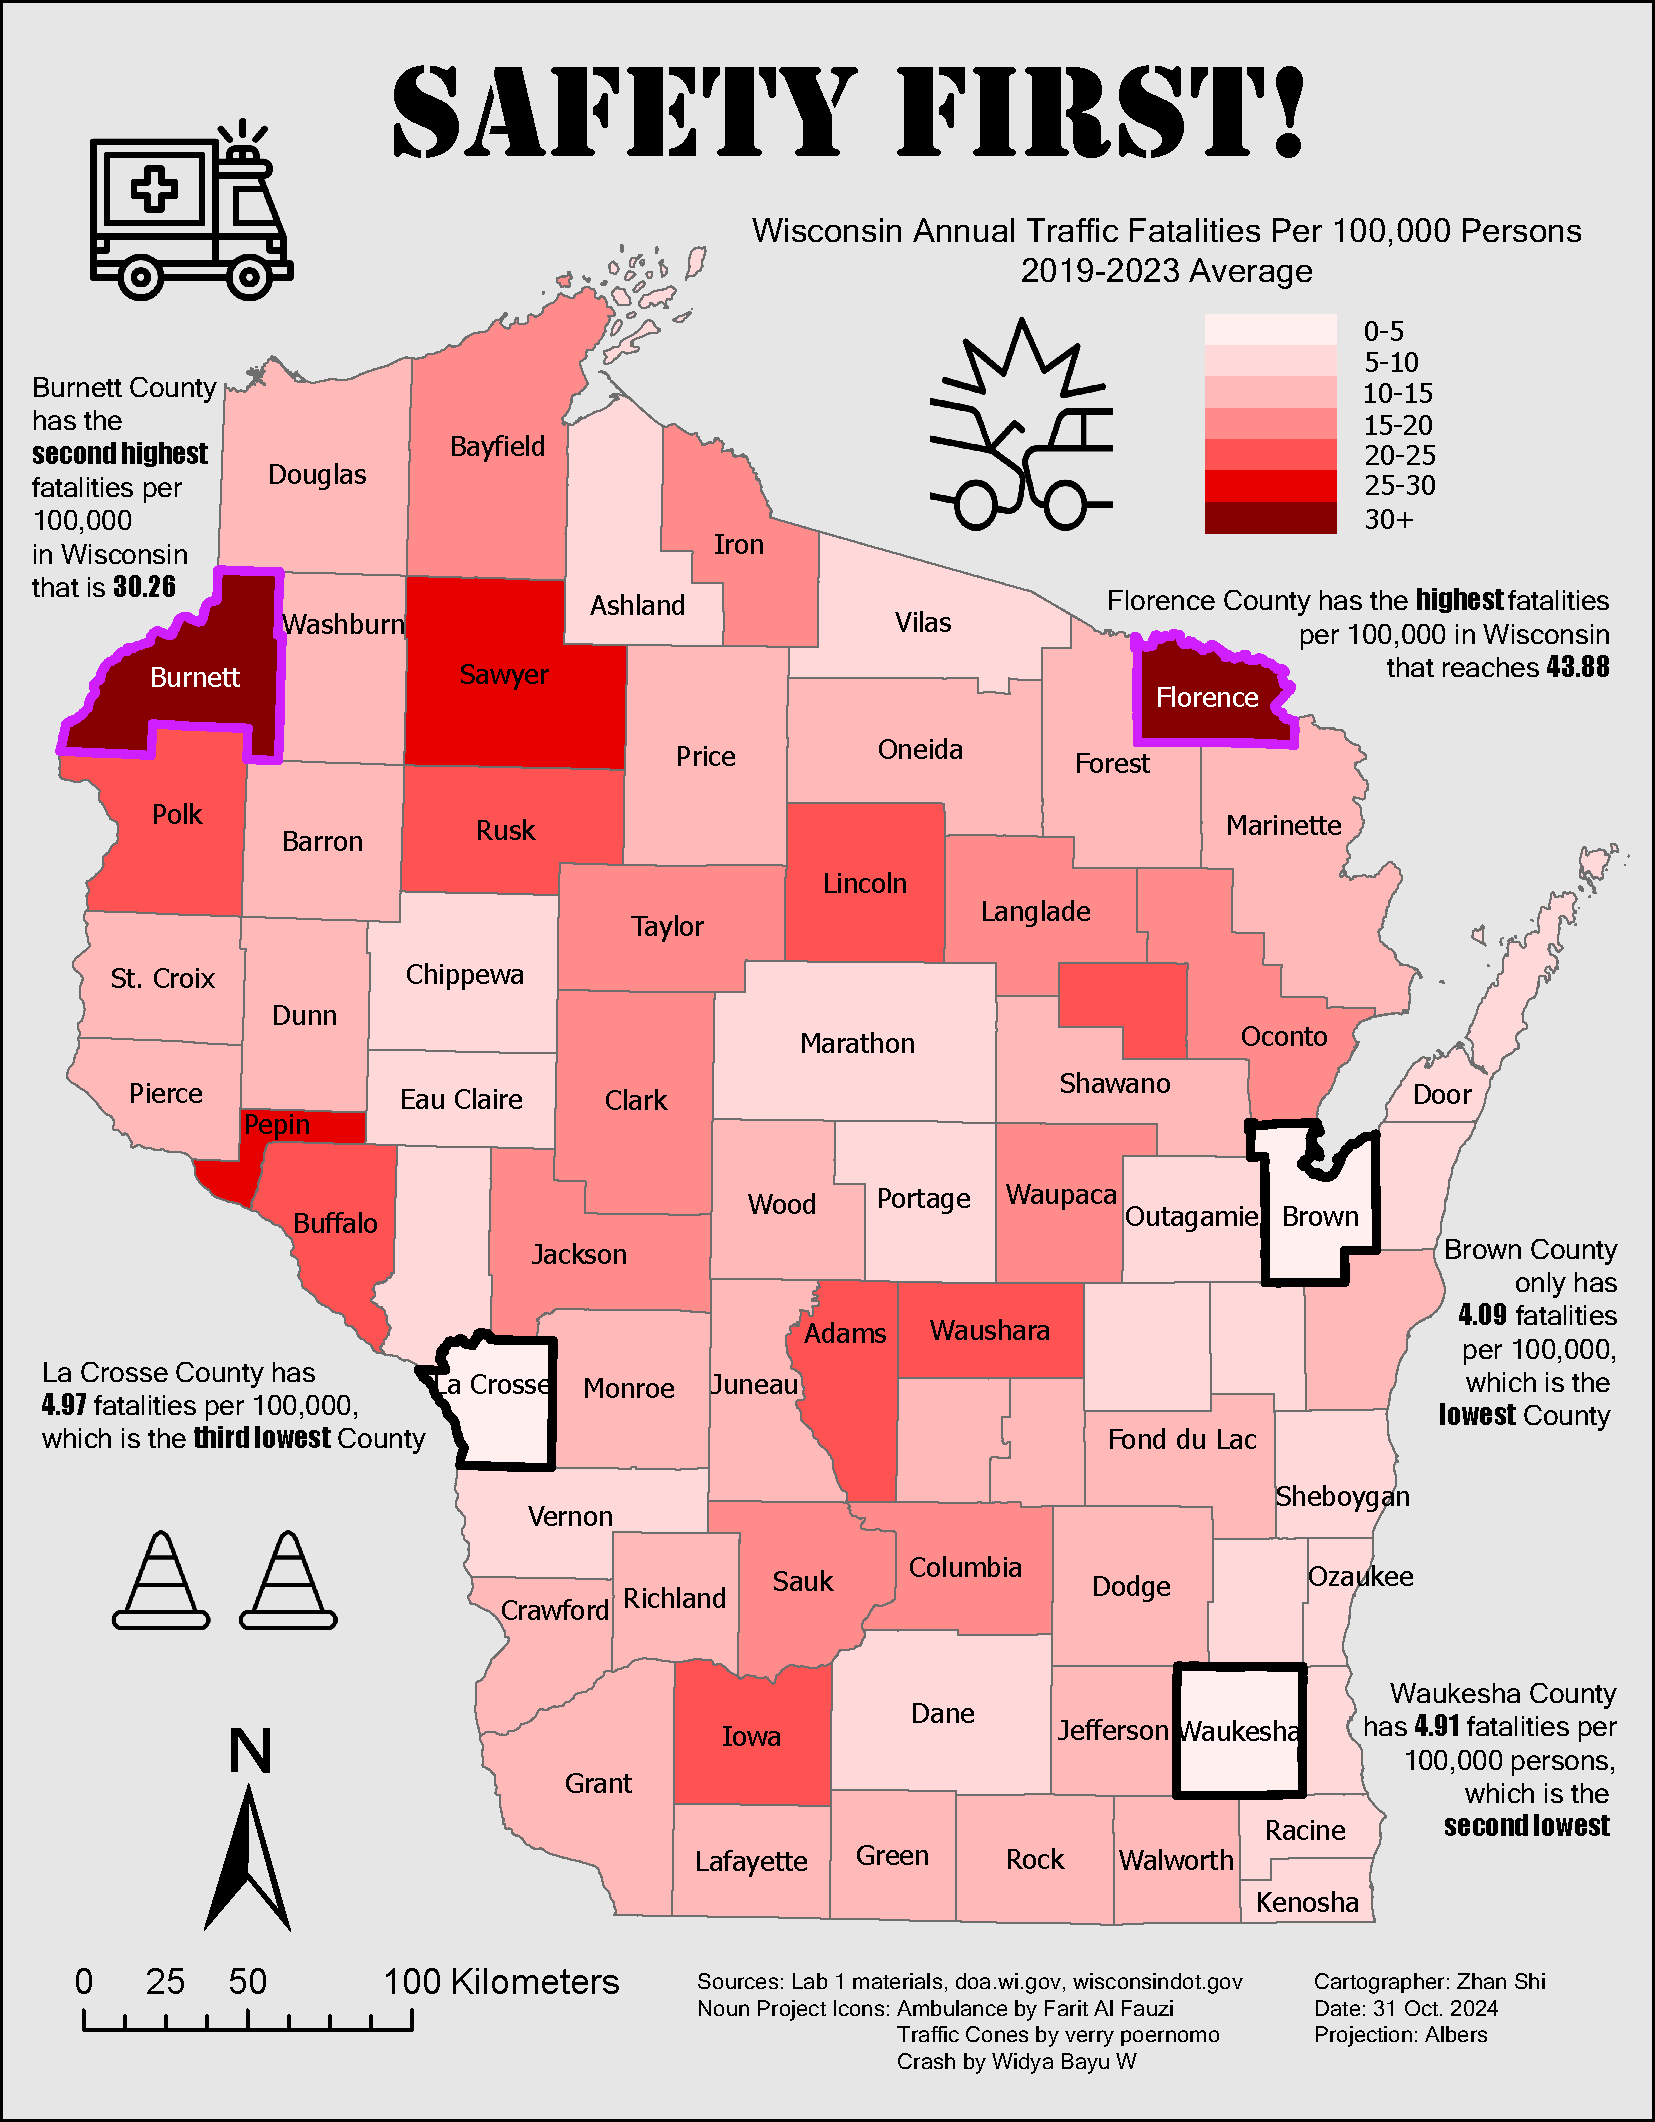 SAFETY FIRST!
Wisconsin Annual Traffic Fatalities Per 100,000 Persons
2019-2023 Average
0-5
5-10
10-15
15-20
20-25
25-30
30+
Burnett County
has the
second highest
fatalities per
100,000
in Wisconsin
that is 30.26
Florence County has the highest fatalities
per 100,000 in Wisconsin
that reaches 43.88
Douglas
Bayfield
Iron
Ashland
Vilas
Washburn
Burnett
Sawyer
Florence
Price
Oneida
Forest
Polk
Barron
Rusk
Marinette
Lincoln
Langlade
Taylor
St. Croix
Chippewa
Dunn
Marathon
Oconto
Pierce
Eau Claire
Clark
Shawano
Door
Pepin
Buffalo
Wood
Portage
Waupaca
Outagamie
Brown
Jackson
Brown County
only has
4.09 fatalities
per 100,000,
which is the
lowest County
Adams
Waushara
La Crosse County has
4.97 fatalities per 100,000,
which is the third lowest County
La Crosse
Monroe
Juneau
Fond du Lac
Sheboygan
Vernon
Richland
Sauk
Columbia
Dodge
Ozaukee
Crawford
Iowa
Dane
Jefferson
Waukesha
Waukesha County
has 4.91 fatalities per
100,000 persons,
which is the
second lowest
Grant
Lafayette
Green
Rock
Walworth
Racine
Kenosha
N
0 25 50 100 Kilometers
Sources: Lab 1 materials, doa.wi.gov, wisconsindot.gov
Noun Project Icons: Ambulance by Farit Al Fauzi
Traffic Cones by verry poernomo
Crash by Widya Bayu W
Cartographer: Zhan Shi
Date: 31 Oct. 2024
Projection: Albers